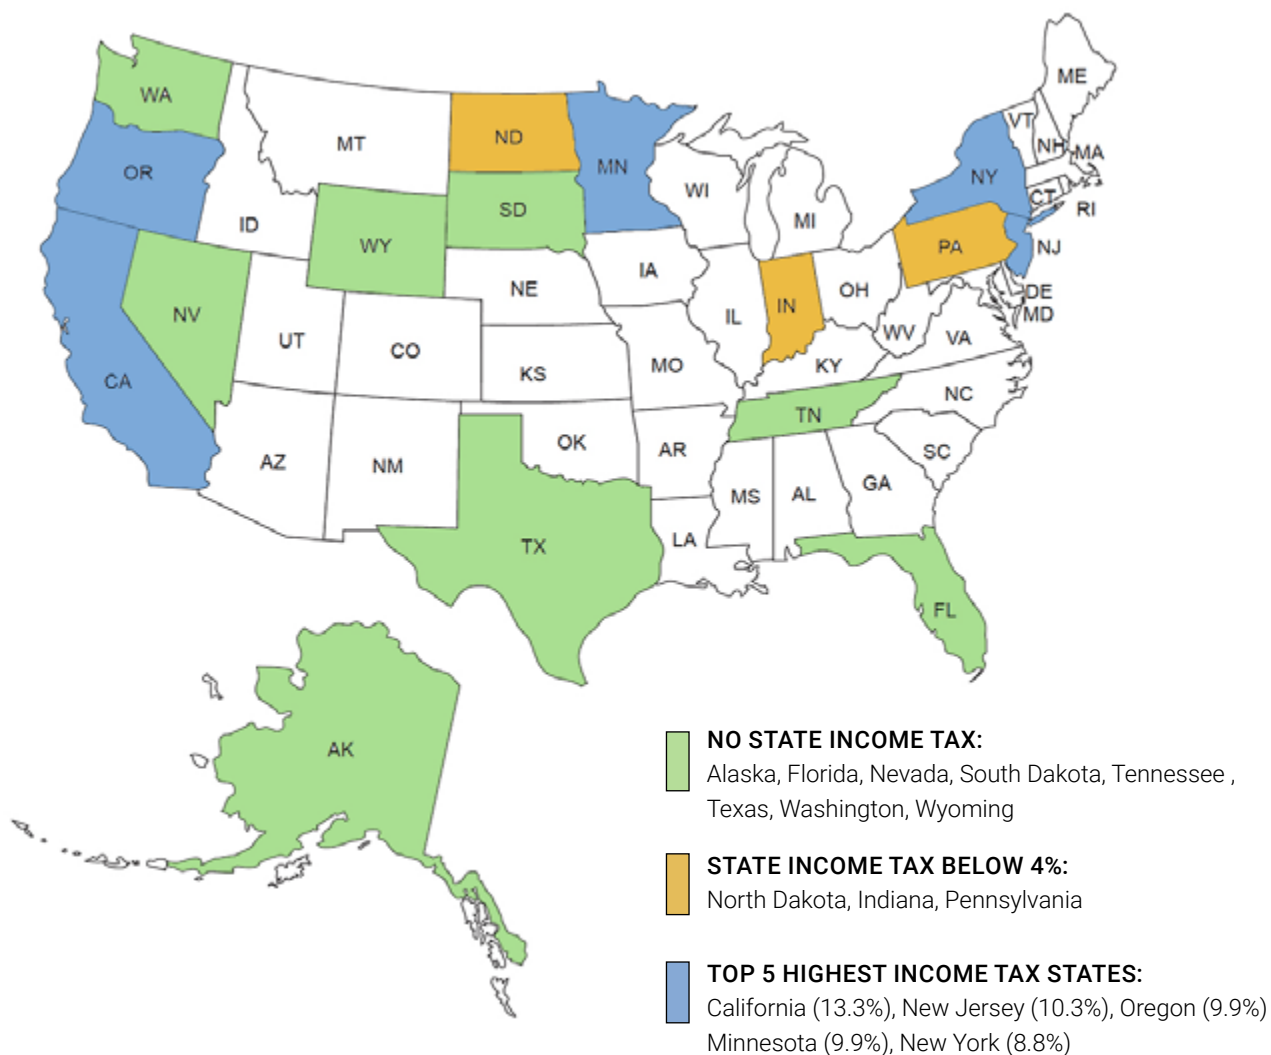 ME
WA
VT
MT
ND
NH
MA
OR
MN
NY
WI
CT
RI
SD
MI
ID
WY
PA
NJ
IA
NE
OH
DE
NV
IN
IL
MD
UT
WV
VA
CO
MO
KY
KS
CA
NC
TN
OK
AR
SC
AZ
NM
GA
MS
AL
LA
TX
FL
AK
NO STATE INCOME TAX:
Alaska, Florida, Nevada, South Dakota, Tennessee ,
Texas, Washington, Wyoming
STATE INCOME TAX BELOW 4%:
North Dakota, Indiana, Pennsylvania
TOP 5 HIGHEST INCOME TAX STATES:
California (13.3%), New Jersey (10.3%), Oregon (9.9%)
Minnesota (9.9%), New York (8.8%)